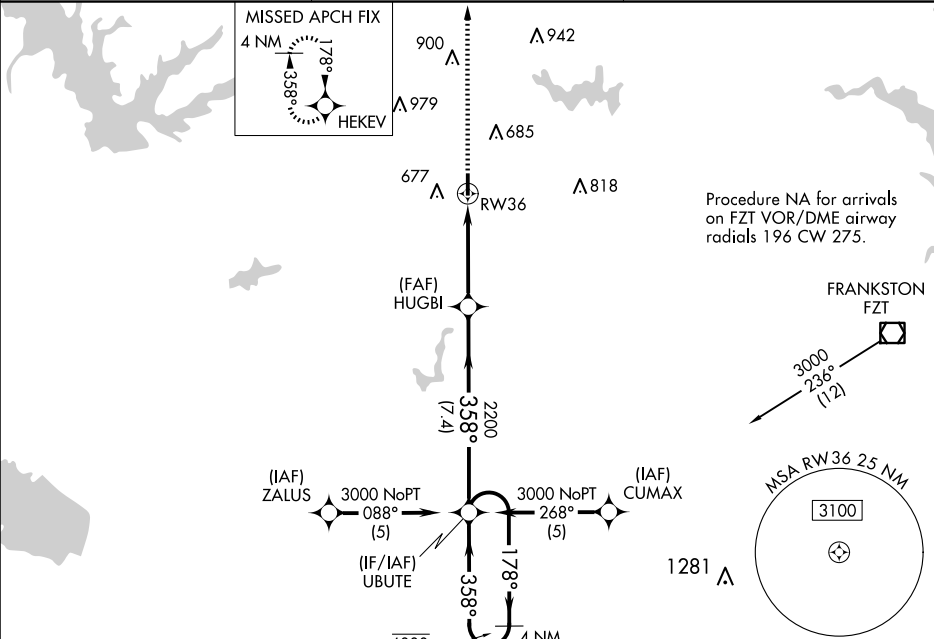 MISSED APCH FIX
4 NM
178°
358°
HEKEV
900
942
979
685
677
818
RW36
Procedure NA for arrivals
on FZT VOR/DME airway
radials 196 CW 275.
(FAF)
HUGBI
FRANKSTON
FZT
3000
236°
(12)
2200
358°
(7.4)
(IAF)
ZALUS
3000 NoPT
088°
(5)
(IAF)
CUMAX
3000 NoPT
268°
(5)
(IF/IAF)
UBUTE
358°
178°
4 NM
MSA RW36 25 NM
3100
1281